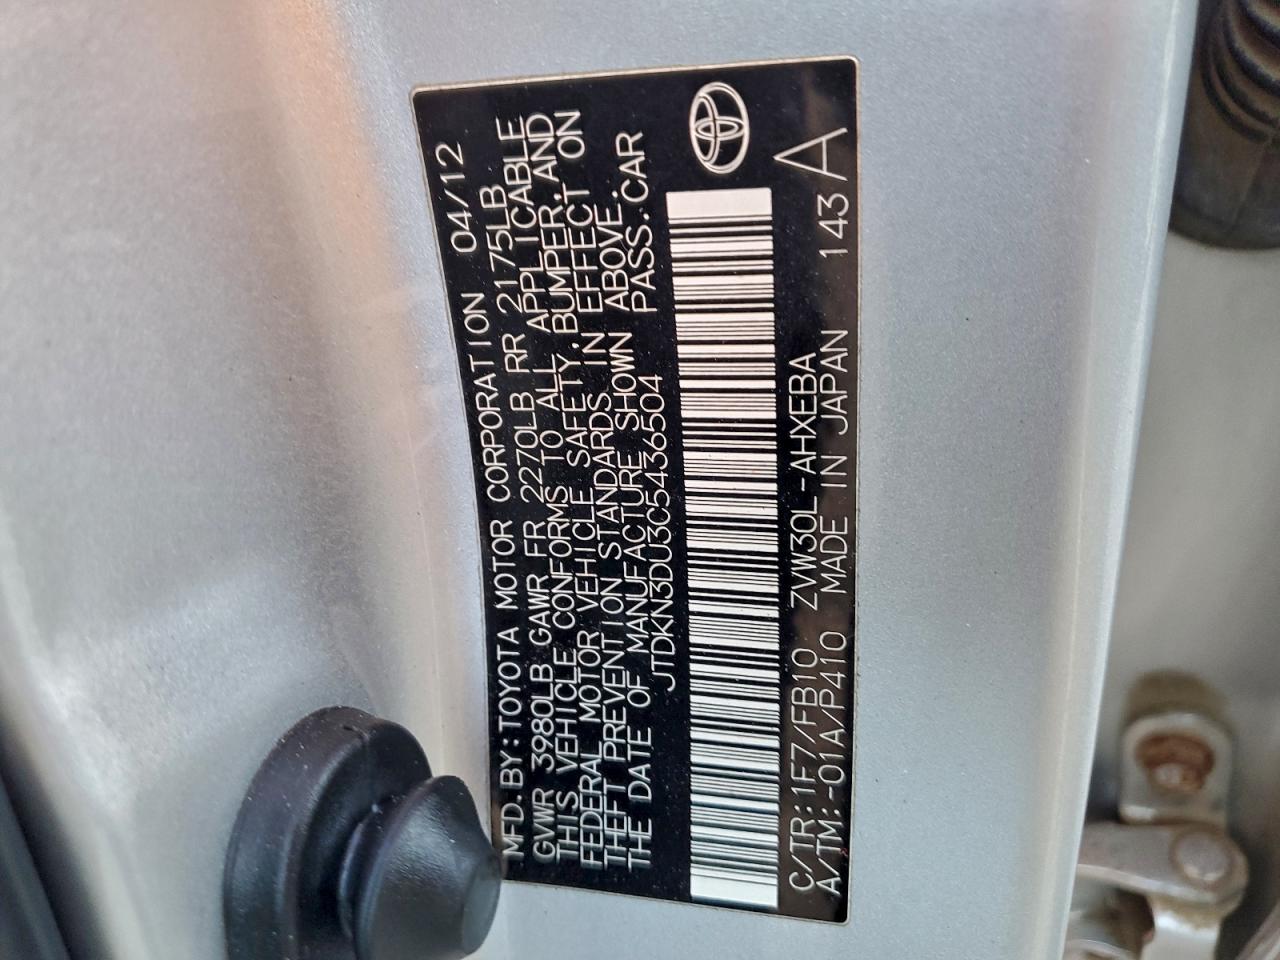 MFD.BY:TOYOTA MOTOR CORPORATION 04/12
GVWR 3980LB GAWR FR 2270LB RR 2175LB
THIS VEHICLE CONFORMS TO ALL APPLICABLE
FEDERAL MOTOR VEHICLE SAFETY,BUMPER,AND
THEFT PREVENTION STANDARDS IN EFFECT ON
THE DATE OF MANUFACTURE SHOWN ABOVE.
JTDKN3DU3C5436504 PASS.CAR
C/TR:1F7/FB10 ZVW30L-AHXEBA
A/TM:-01A/P410 MADE IN JAPAN 143 A